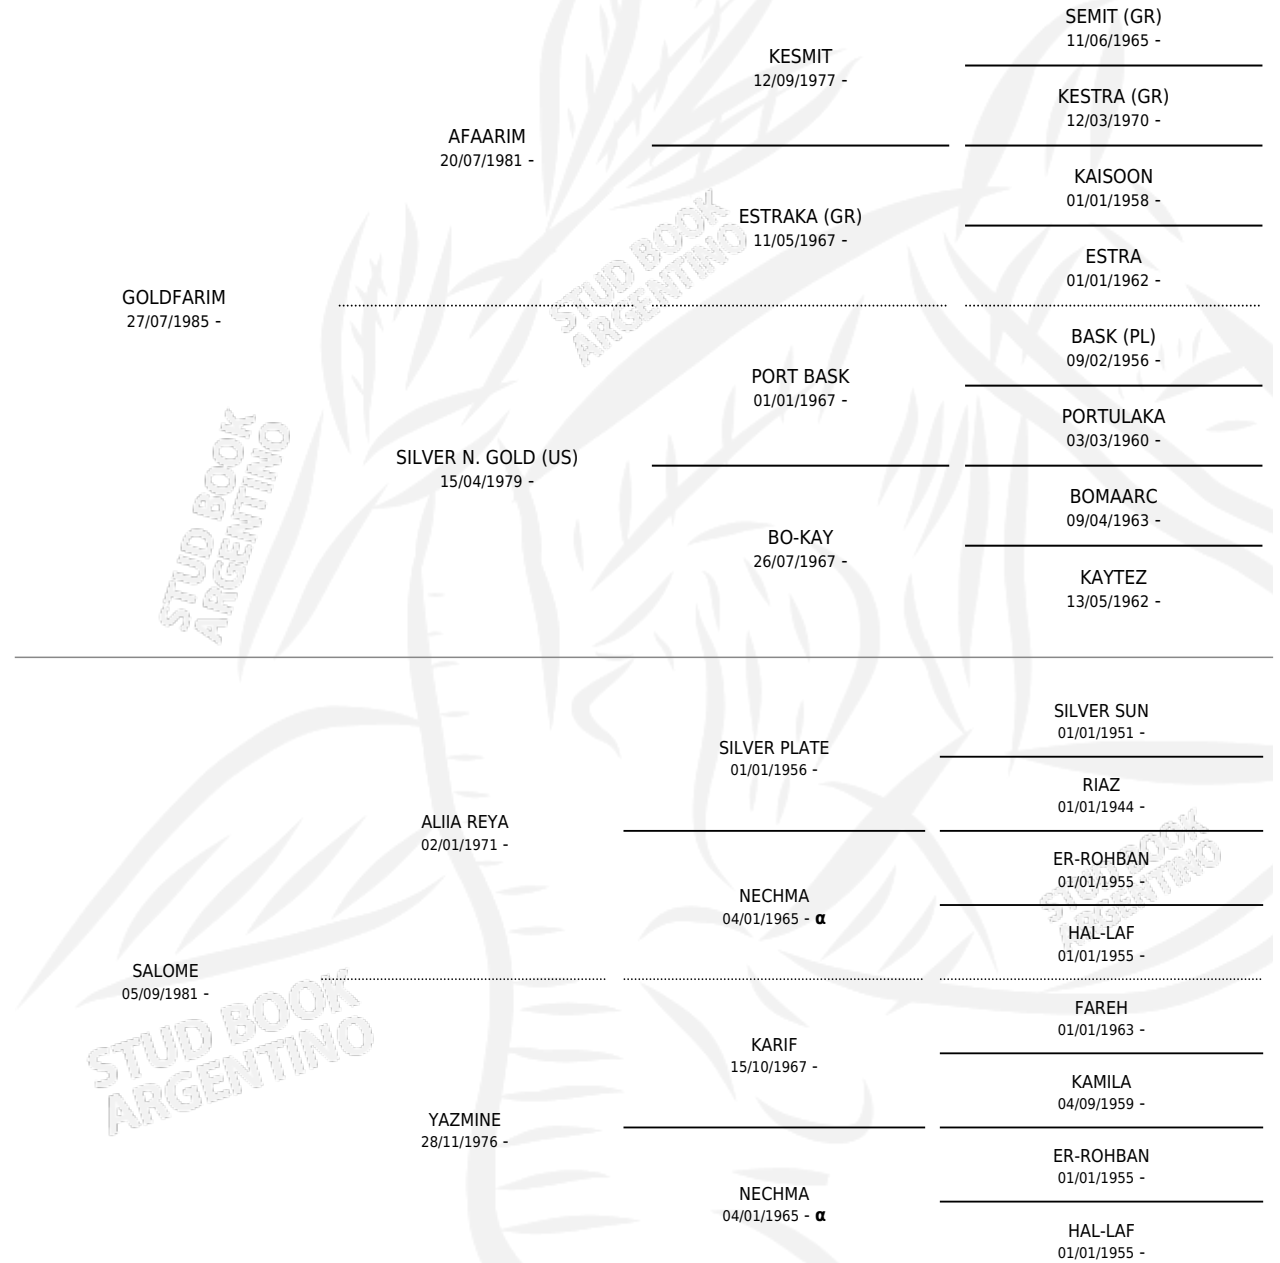 SEMIT (GR)
11/06/1965 -
KESMIT
12/09/1977 -
KESTRA (GR)
12/03/1970 -
AFAARIM
20/07/1981 -
KAISOON
01/01/1958 -
ESTRAKA (GR)
11/05/1967 -
ESTRA
01/01/1962 -
GOLDFARIM
27/07/1985 -
BASK (PL)
09/02/1956 -
PORT BASK
01/01/1967 -
PORTULAKA
03/03/1960 -
SILVER N. GOLD (US)
15/04/1979 -
BOMAARC
09/04/1963 -
BO-KAY
26/07/1967 -
KAYTEZ
13/05/1962 -
SILVER SUN
01/01/1951 -
SILVER PLATE
01/01/1956 -
RIAZ
01/01/1944 -
ALIIA REYA
02/01/1971 -
ER-ROHBAN
01/01/1955 -
NECHMA
04/01/1965 - α
HAL-LAF
01/01/1955 -
SALOME
05/09/1981 -
FAREH
01/01/1963 -
KARIF
15/10/1967 -
KAMILA
04/09/1959 -
YAZMINE
28/11/1976 -
ER-ROHBAN
01/01/1955 -
NECHMA
04/01/1965 - α
HAL-LAF
01/01/1955 -
STUD BOOK
ARGENTINO
STUD BOOK
ARGENTINO
STUD BOOK
ARGENTINO
STUD BOOK
ARGENTINO